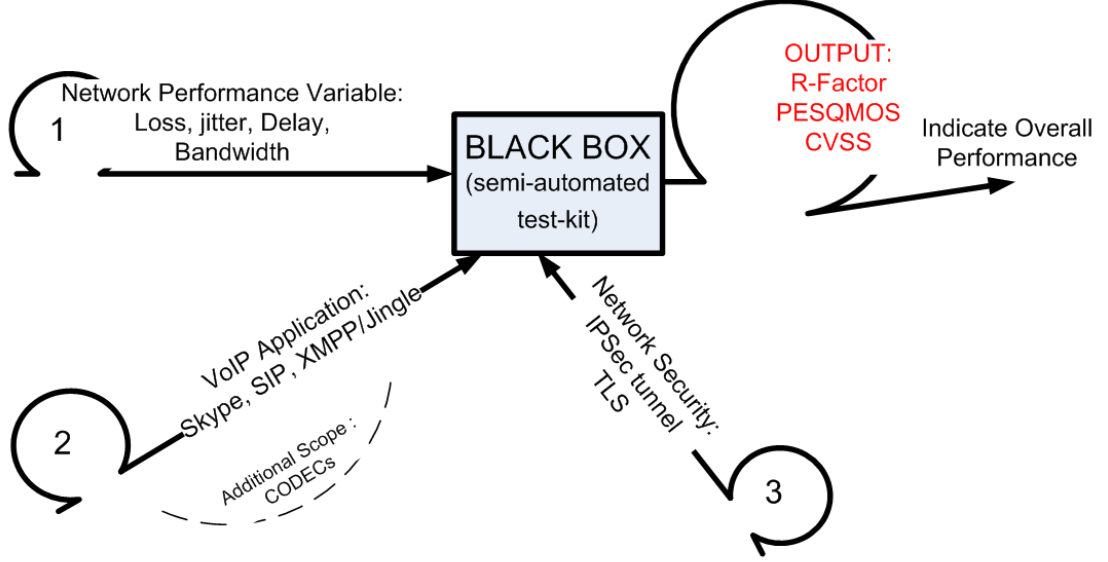 1
Network Performance Variable:
Loss, jitter, Delay,
Bandwidth
BLACK BOX
(semi-automated
test-kit)
OUTPUT:
R-Factor
PESQMOS
CVSS
Indicate Overall
Performance
2
VoIP Application:
Skype, SIP , XMPP/Jingle
Additional Scope :
CODECs
Network Security:
IPSec tunnel
TLS
3